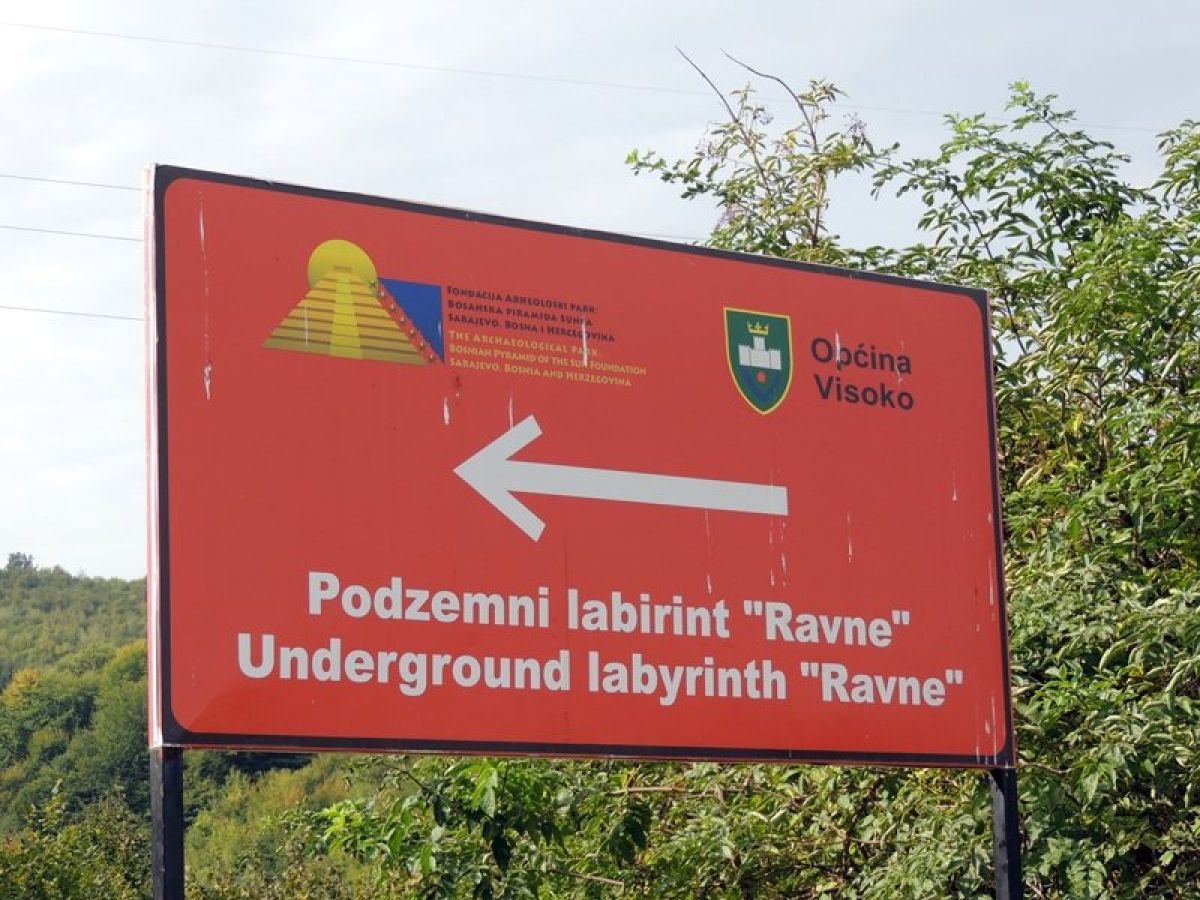 FONDACIJA ARHEOLOŠKI PARK:
BOSANSKA PIRAMIDA SUNCA
SARAJEVO, BOSNA I HERCEGOVINA
THE ARCHAEOLOGICAL PARK:
BOSNIAN PYRAMID OF THE SUN FOUNDATION
SARAJEVO, BOSNIA AND HERZEGOVINA
Općina
Visoko
Podzemni labirint "Ravne"
Underground labyrinth "Ravne"